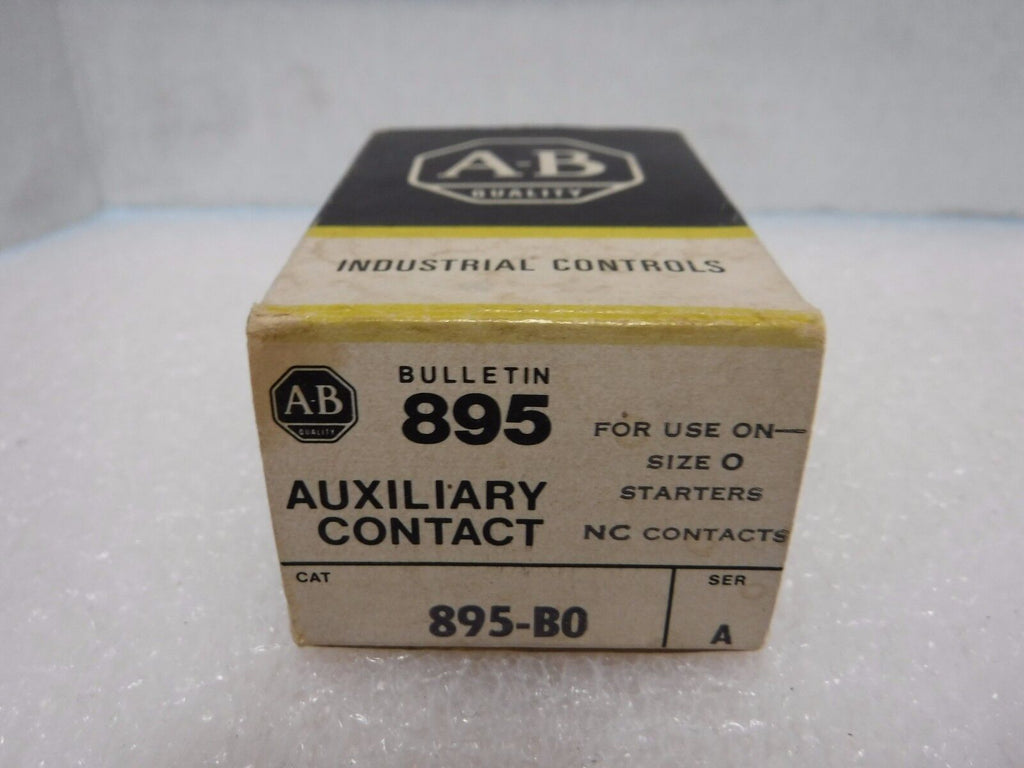 A-B
QUALITY
INDUSTRIAL CONTROLS
A-B
QUALITY
BULLETIN
895
AUXILIARY
CONTACT
FOR USE ON—
SIZE 0
STARTERS
NC CONTACTS
CAT
895-B0
SER
A